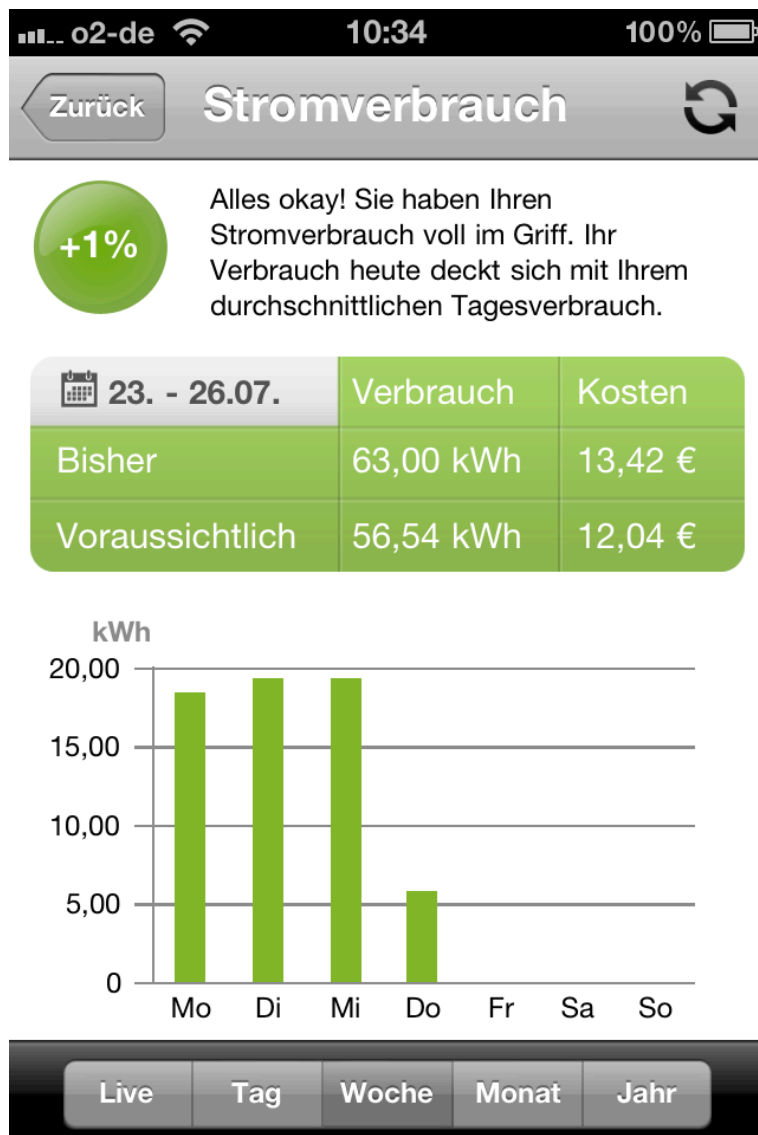 o2-de 10:34 100%
Zurück Stromverbrauch
+1%
Alles okay! Sie haben Ihren
Stromverbrauch voll im Griff. Ihr
Verbrauch heute deckt sich mit Ihrem
durchschnittlichen Tagesverbrauch.
23. - 26.07. Verbrauch Kosten
Bisher 63,00 kWh 13,42 €
Voraussichtlich 56,54 kWh 12,04 €
kWh
20,00
15,00
10,00
5,00
0
Mo Di Mi Do Fr Sa So
Live Tag Woche Monat Jahr